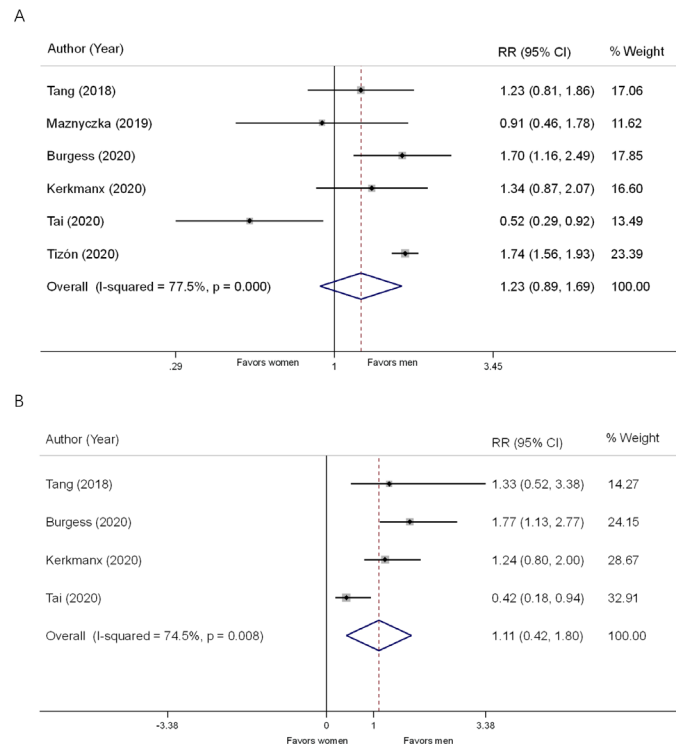 A
Author (Year) RR (95% CI) % Weight
Tang (2018) 1.23 (0.81, 1.86) 17.06
Maznyczka (2019) 0.91 (0.46, 1.78) 11.62
Burgess (2020) 1.70 (1.16, 2.49) 17.85
Kerkmanx (2020) 1.34 (0.87, 2.07) 16.60
Tai (2020) 0.52 (0.29, 0.92) 13.49
Tizón (2020) 1.74 (1.56, 1.93) 23.39
Overall (I-squared = 77.5%, p = 0.000) 1.23 (0.89, 1.69) 100.00
Favors women Favors men
.29 1 3.45
B
Author (Year) RR (95% CI) % Weight
Tang (2018) 1.33 (0.52, 3.38) 14.27
Burgess (2020) 1.77 (1.13, 2.77) 24.15
Kerkmanx (2020) 1.24 (0.80, 2.00) 28.67
Tai (2020) 0.42 (0.18, 0.94) 32.91
Overall (I-squared = 74.5%, p = 0.008) 1.11 (0.42, 1.80) 100.00
-3.38 0 1 3.38
Favors women Favors men